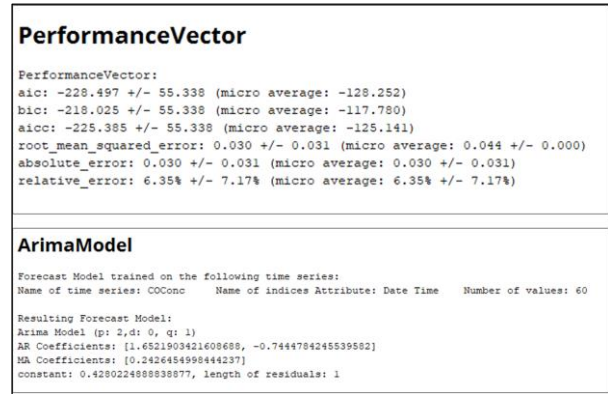 PerformanceVector
PerformanceVector:
aic: -228.497 +/- 55.338 (micro average: -128.252)
bic: -218.025 +/- 55.338 (micro average: -117.780)
aicc: -225.385 +/- 55.338 (micro average: -125.141)
root_mean_squared_error: 0.030 +/- 0.031 (micro average: 0.044 +/- 0.000)
absolute_error: 0.030 +/- 0.031 (micro average: 0.030 +/- 0.031)
relative_error: 6.35% +/- 7.17% (micro average: 6.35% +/- 7.17%)
ArimaModel
Forecast Model trained on the following time series:
Name of time series: COConc Name of indices Attribute: Date Time Number of values: 60
Resulting Forecast Model:
Arima Model (p: 2,d: 0, q: 1)
AR Coefficients: [1.6521903421608688, -0.7444784245539582]
MA Coefficients: [0.2426454998444237]
constant: 0.4280224888838877, length of residuals: 1